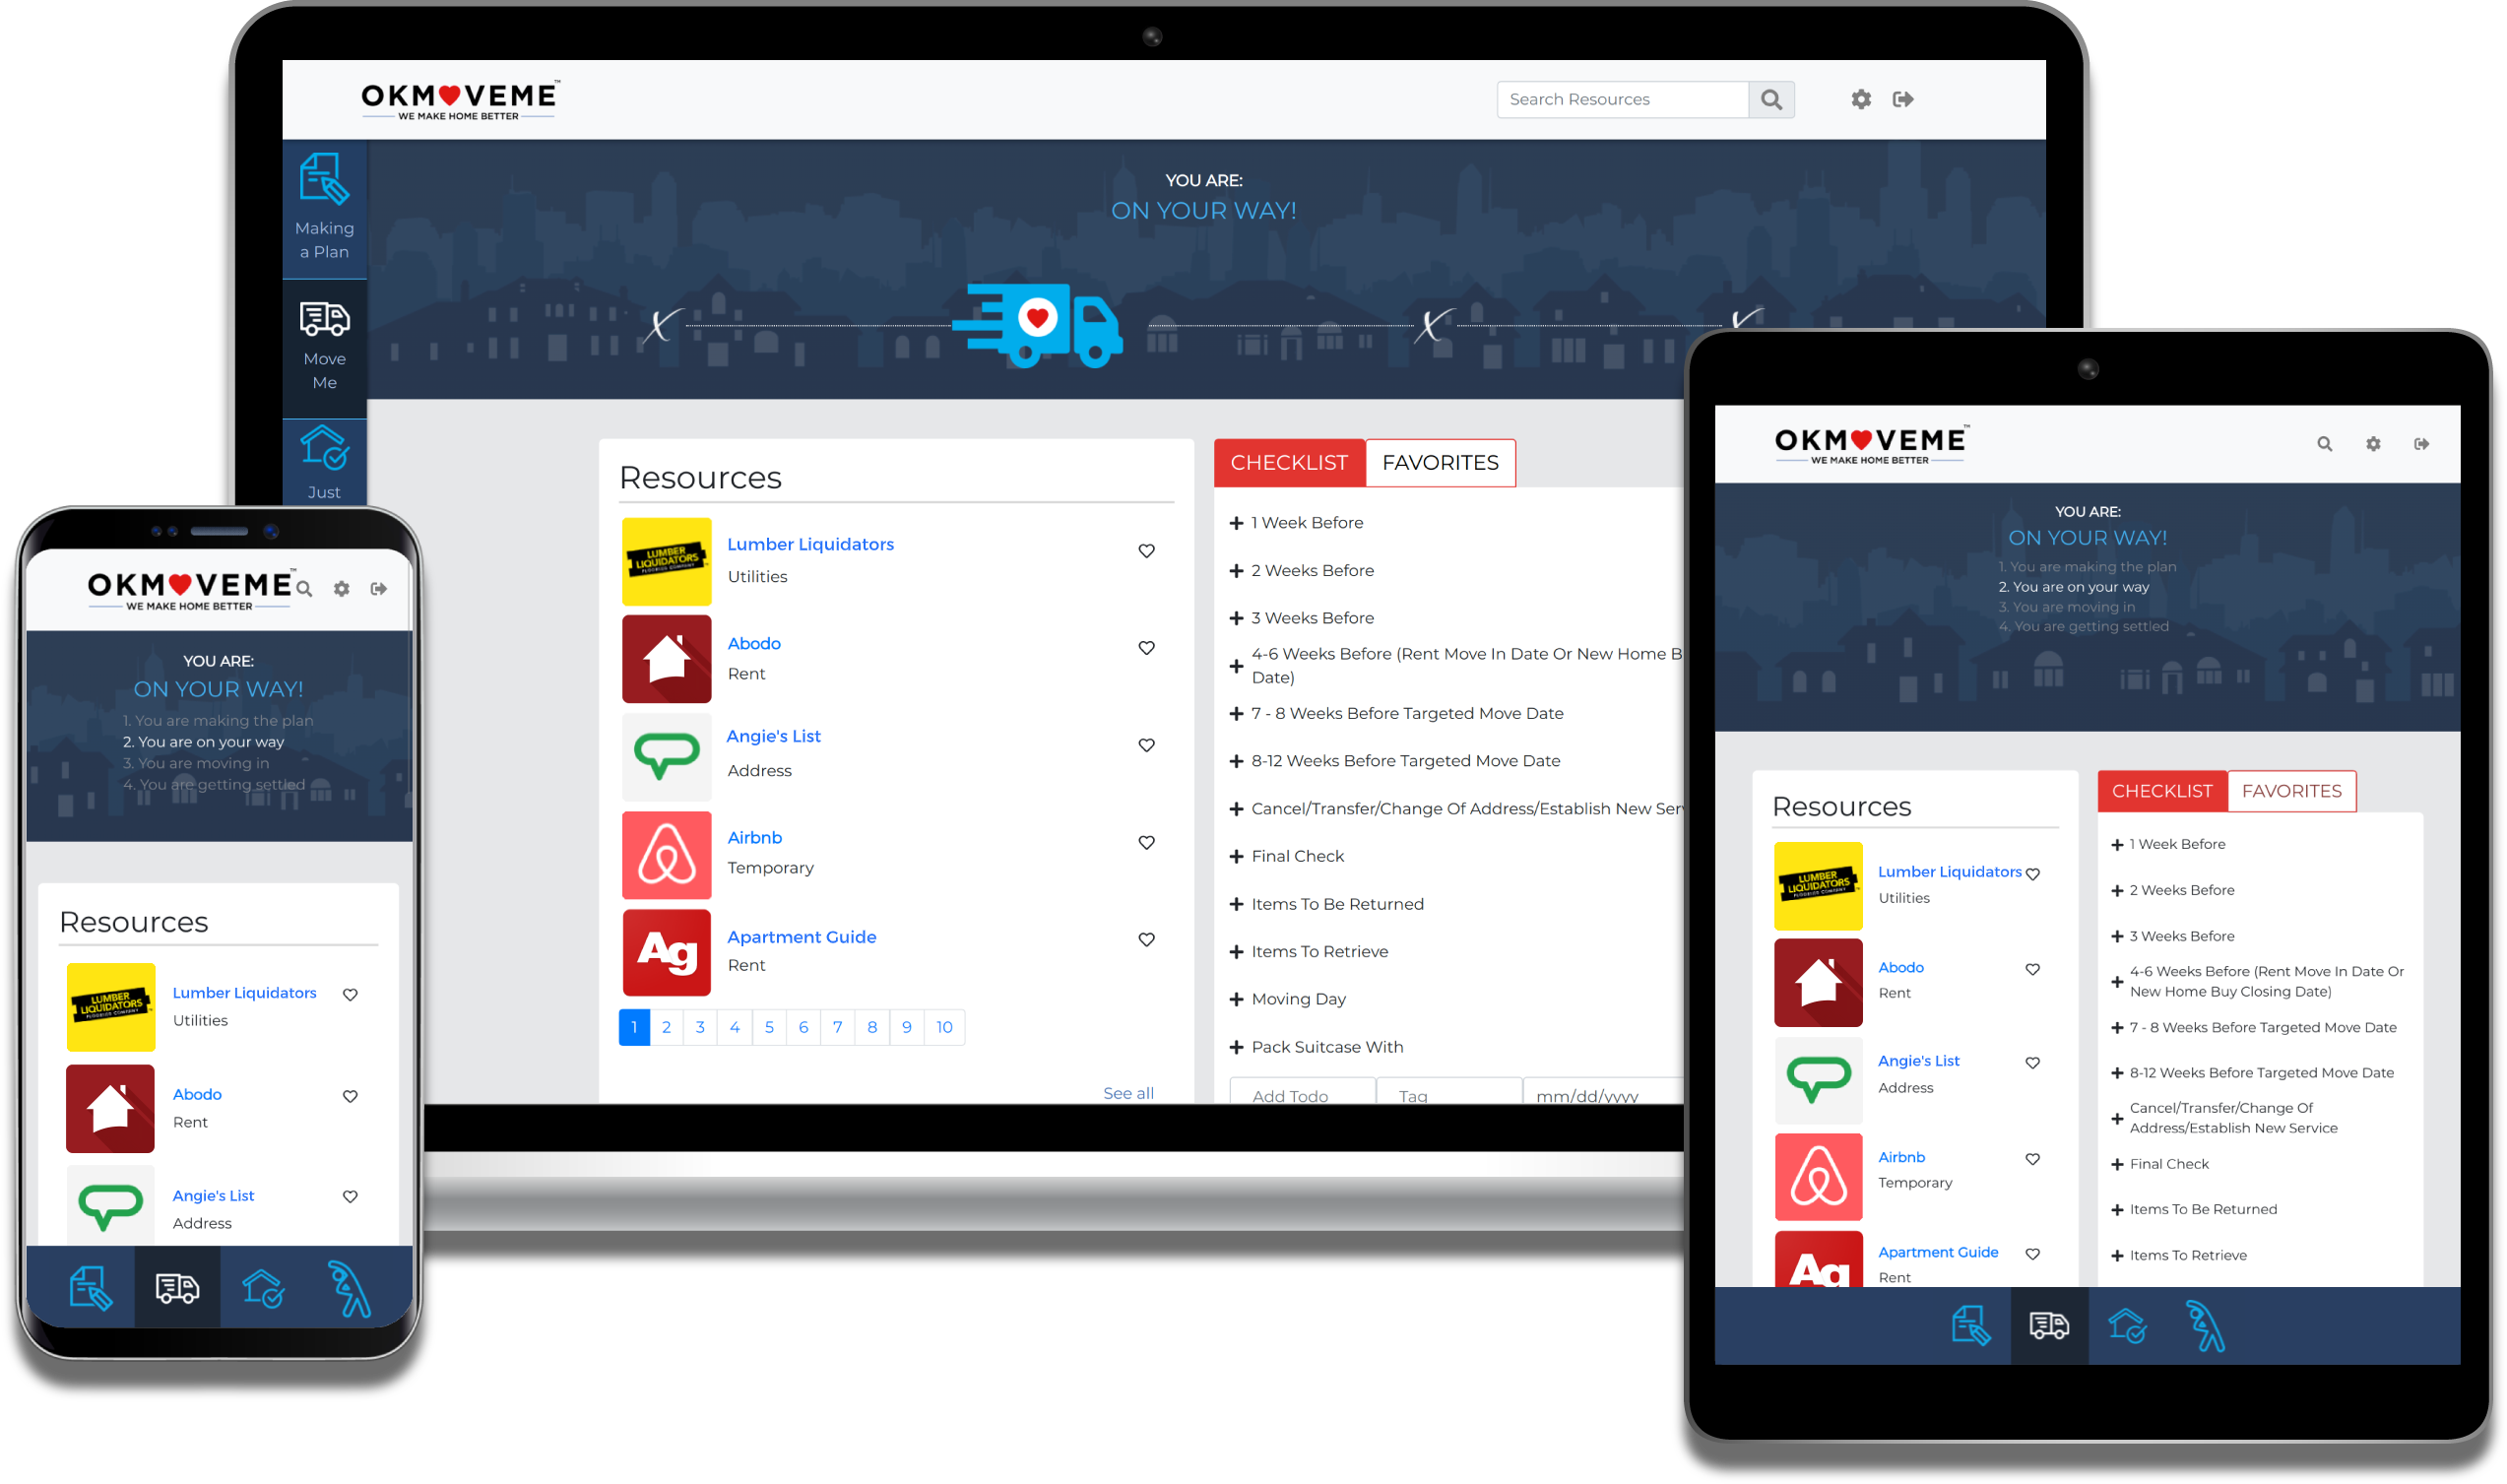 OKMOVEME™
WE MAKE HOME BETTER
Search Resources
Making
a Plan
Move
Me
Just
YOU ARE:
ON YOUR WAY!
Resources
LUMBER
LIQUIDATORS
Lumber Liquidators
Utilities
Abodo
Rent
Angie's List
Address
Airbnb
Temporary
Ag
Apartment Guide
Rent
1 2 3 4 5 6 7 8 9 10
See all
CHECKLIST FAVORITES
+ 1 Week Before
+ 2 Weeks Before
+ 3 Weeks Before
+ 4-6 Weeks Before (Rent Move In Date Or New Home B
Date)
+ 7 - 8 Weeks Before Targeted Move Date
+ 8-12 Weeks Before Targeted Move Date
+ Cancel/Transfer/Change Of Address/Establish New Ser
+ Final Check
+ Items To Be Returned
+ Items To Retrieve
+ Moving Day
+ Pack Suitcase With
Add Todo Tag mm/dd/yyyy
OKMOVEME™
WE MAKE HOME BETTER
YOU ARE:
ON YOUR WAY!
1. You are making the plan
2. You are on your way
3. You are moving in
4. You are getting settled
Resources
LUMBER
LIQUIDATORS
Lumber Liquidators
Utilities
Abodo
Rent
Angie's List
Address
OKMOVEME™
WE MAKE HOME BETTER
YOU ARE:
ON YOUR WAY!
1. You are making the plan
2. You are on your way
3. You are moving in
4. You are getting settled
Resources
LUMBER
LIQUIDATORS
Lumber Liquidators
Utilities
Abodo
Rent
Angie's List
Address
Airbnb
Temporary
Ag
Apartment Guide
Rent
CHECKLIST FAVORITES
+ 1 Week Before
+ 2 Weeks Before
+ 3 Weeks Before
+ 4-6 Weeks Before (Rent Move In Date Or
New Home Buy Closing Date)
+ 7 - 8 Weeks Before Targeted Move Date
+ 8-12 Weeks Before Targeted Move Date
+ Cancel/Transfer/Change Of
Address/Establish New Service
+ Final Check
+ Items To Be Returned
+ Items To Retrieve